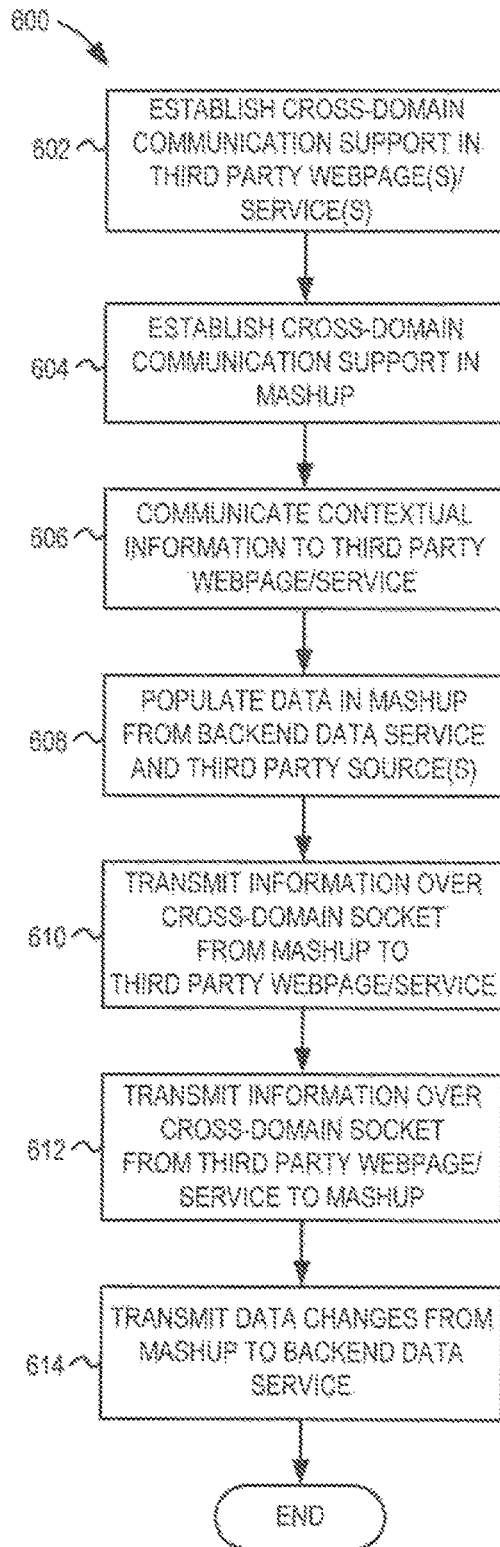 600
602
ESTABLISH CROSS-DOMAIN
COMMUNICATION SUPPORT IN
THIRD PARTY WEBPAGE(S)/
SERVICE(S)
604
ESTABLISH CROSS-DOMAIN
COMMUNICATION SUPPORT IN
MASHUP
606
COMMUNICATE CONTEXTUAL
INFORMATION TO THIRD PARTY
WEBPAGE/SERVICE
608
POPULATE DATA IN MASHUP
FROM BACKEND DATA SERVICE
AND THIRD PARTY SOURCE(S)
610
TRANSMIT INFORMATION OVER
CROSS-DOMAIN SOCKET
FROM MASHUP TO
THIRD PARTY WEBPAGE/SERVICE
612
TRANSMIT INFORMATION OVER
CROSS-DOMAIN SOCKET
FROM THIRD PARTY WEBPAGE/
SERVICE TO MASHUP
614
TRANSMIT DATA CHANGES FROM
MASHUP TO BACKEND DATA
SERVICE
END